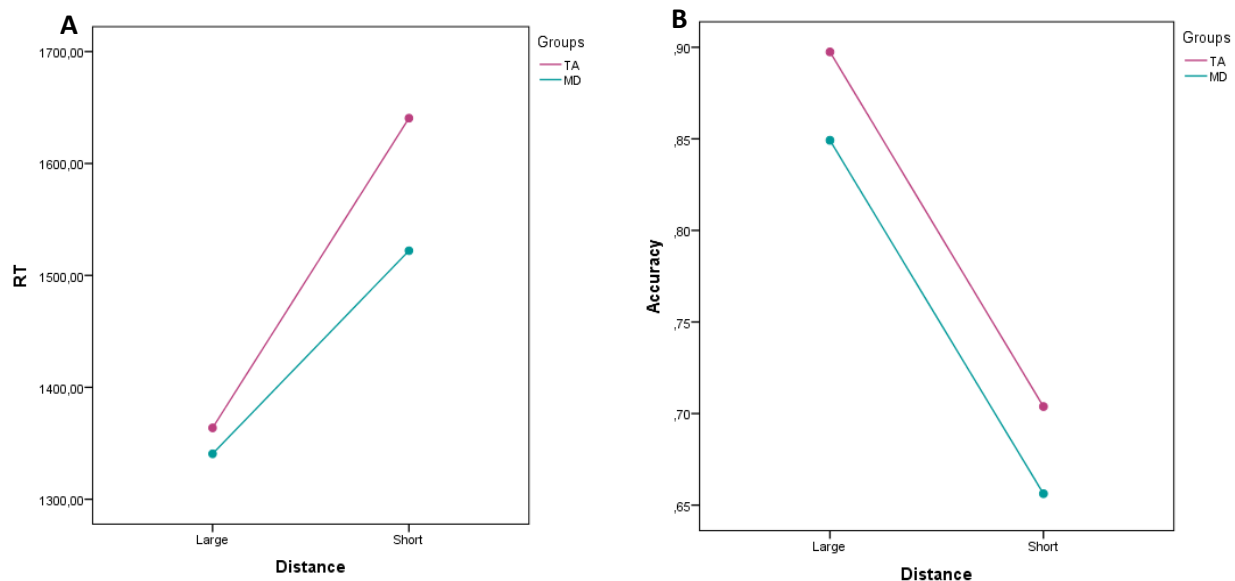 A
Groups
TA
MD
1700,00
1600,00
1500,00
1400,00
1300,00
RT
Large
Short
Distance
B
Groups
TA
MD
,90
,85
,80
,75
,70
,65
Accuracy
Large
Short
Distance